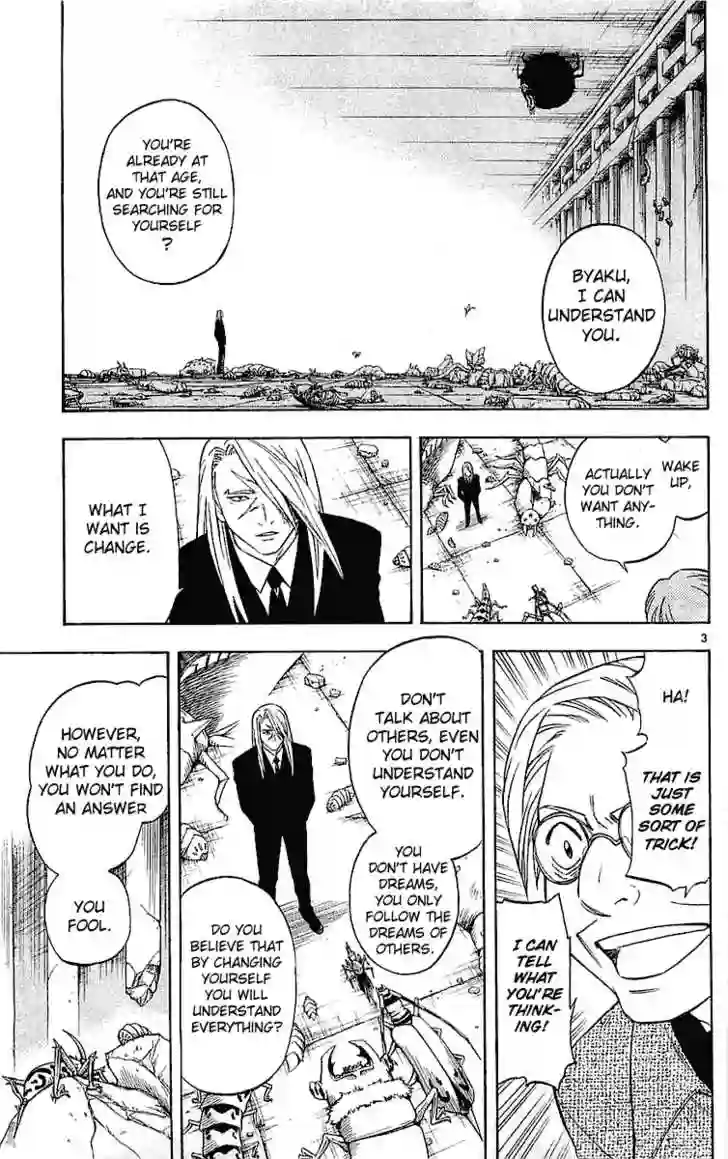 BYAKU,
I CAN
UNDERSTAND
YOU.
YOU'RE
ALREADY AT
THAT AGE,
AND YOU'RE STILL
SEARCHING FOR
YOURSELF
?
WAKE
UP,
ACTUALLY
YOU DON'T
WANT ANY-
THING.
WHAT I
WANT IS
CHANGE.
3
HA!
THAT IS
JUST
SOME
SORT OF
TRICK!
I CAN
TELL
WHAT
YOU'RE
THINK-
ING!
DON'T
TALK ABOUT
OTHERS, EVEN
YOU DON'T
UNDERSTAND
YOURSELF.
YOU
DON'T HAVE
DREAMS,
YOU ONLY
FOLLOW THE
DREAMS OF
OTHERS.
DO YOU
BELIEVE THAT
BY CHANGING
YOURSELF
YOU WILL
UNDERSTAND
EVERYTHING?
HOWEVER,
NO MATTER
WHAT YOU DO,
YOU WON'T FIND
AN ANSWER
YOU
FOOL.